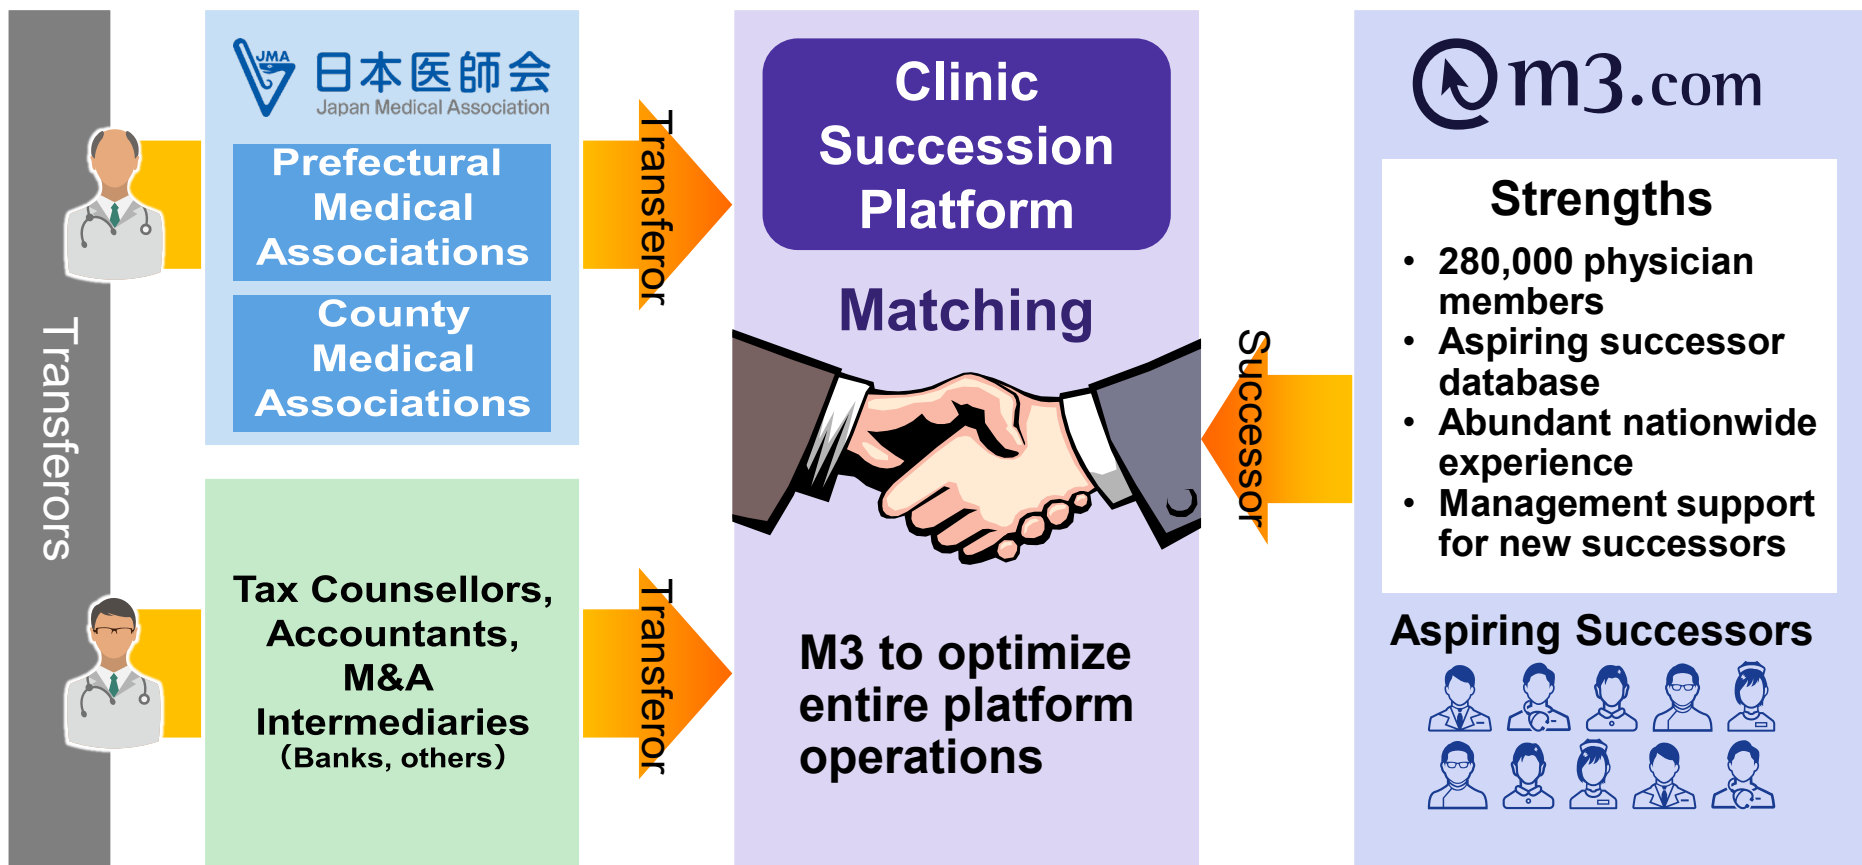 Transferors
JMA
日本医師会
Japan Medical Association
Prefectural
Medical
Associations
County
Medical
Associations
Tax Counsellors,
Accountants,
M&A
Intermediaries
（Banks, others）
Transferor
Transferor
Clinic
Succession
Platform
Matching
M3 to optimize
entire platform
operations
Successor
m3.com
Strengths
• 280,000 physician
members
• Aspiring successor
database
• Abundant nationwide
experience
• Management support
for new successors
Aspiring Successors